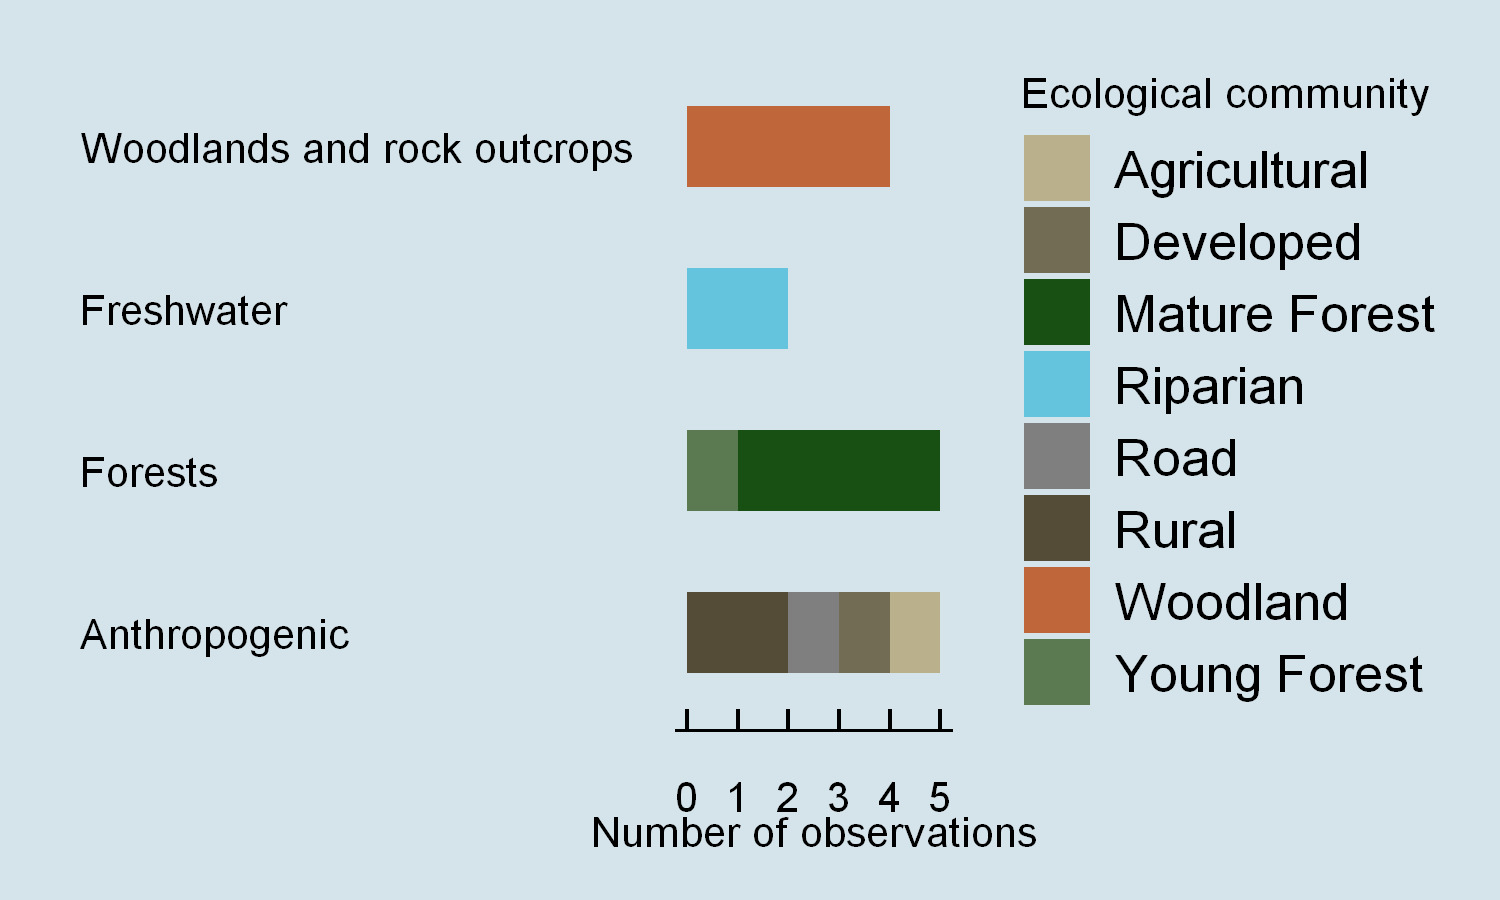 Ecological community
Woodlands and rock outcrops
Freshwater
Forests
Anthropogenic
Agricultural
Developed
Mature Forest
Riparian
Road
Rural
Woodland
Young Forest
0 1 2 3 4 5
Number of observations